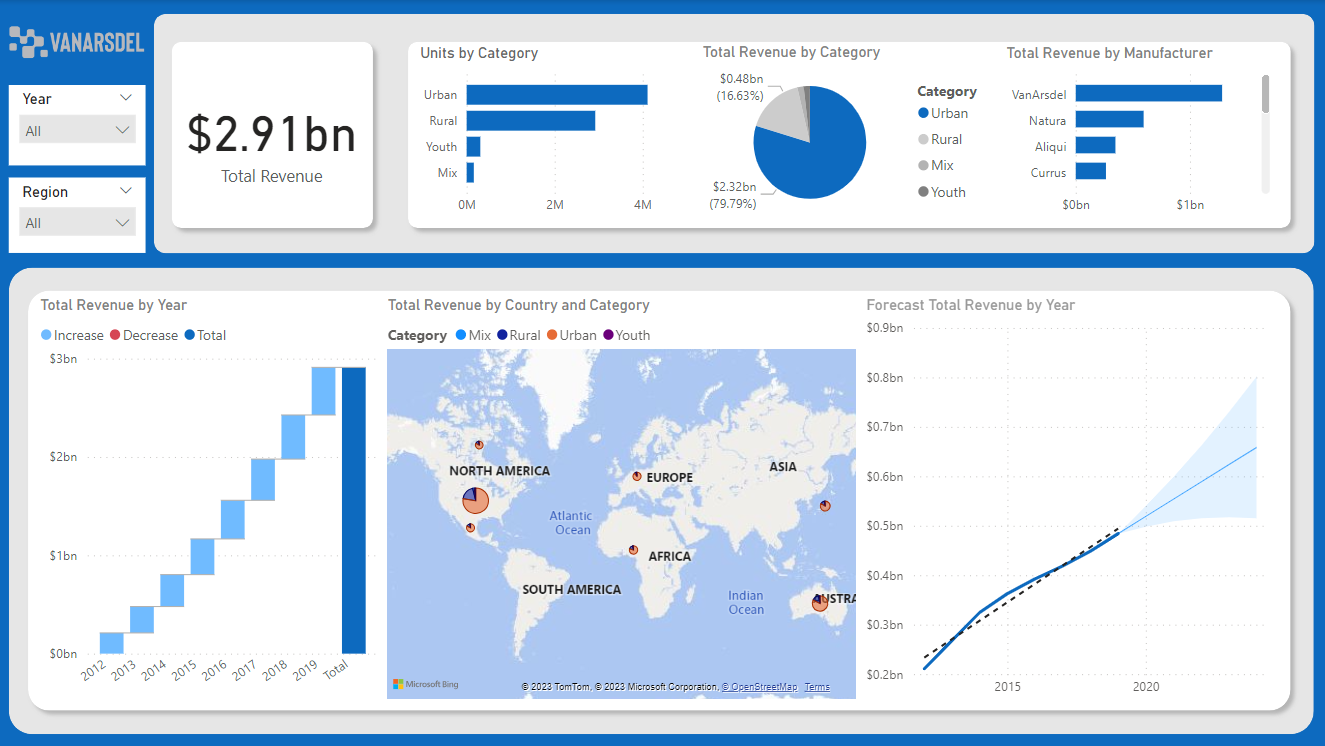 VANARSDEL
Year
All
Region
All
$2.91bn
Total Revenue
Units by Category
Urban
Rural
Youth
Mix
0M 2M 4M
Total Revenue by Category
$0.48bn
(16.63%)
$2.32bn
(79.79%)
Category
Urban
Rural
Mix
Youth
Total Revenue by Manufacturer
VanArsdel
Natura
Aliqui
Currus
$0bn $1bn
Total Revenue by Year
Increase Decrease Total
$3bn
$2bn
$1bn
$0bn
2012 2013 2014 2015 2016 2017 2018 2019 Total
Total Revenue by Country and Category
Category Mix Rural Urban Youth
NORTH AMERICA
EUROPE
ASIA
Atlantic
Ocean
AFRICA
SOUTH AMERICA
Indian
Ocean
AUSTRA
Microsoft Bing
© 2023 TomTom, © 2023 Microsoft Corporation, © OpenStreetMap Terms
Forecast Total Revenue by Year
$0.9bn
$0.8bn
$0.7bn
$0.6bn
$0.5bn
$0.4bn
$0.3bn
$0.2bn
2015 2020